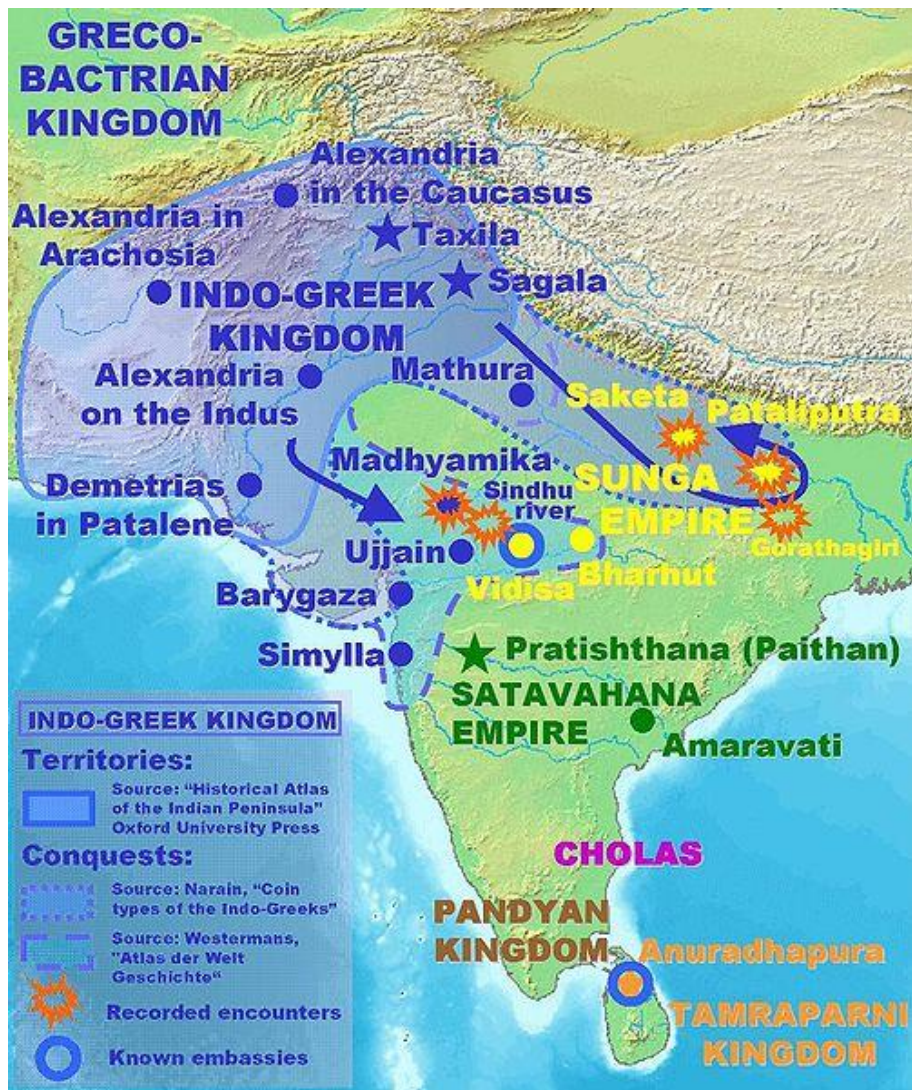 GRECO-
BACTRIAN
KINGDOM
Alexandria
in the Caucasus
Alexandria in
Arachosia
Taxila
Sagala
INDO-GREEK
KINGDOM
Alexandria
on the Indus
Mathura
Saketa
Pataliputra
Madhyamika
Sindhu
river
SUNGA
EMPIRE
Demetrias
in Patalene
Gorathagiri
Ujjain
Vidisa
Bharhut
Barygaza
Simylla
Pratishthana (Paithan)
SATAVAHANA
EMPIRE
Amaravati
CHOLAS
PANDYAN
KINGDOM
Anuradhapura
TAMRAPARNI
KINGDOM
INDO-GREEK KINGDOM
Territories:
Source: “Historical Atlas
of the Indian Peninsula”
Oxford University Press
Conquests:
Source: Narain, “Coin
types of the Indo-Greeks”
Source: Westermans,
"Atlas der Welt
Geschichte“
Recorded encounters
Known embassies